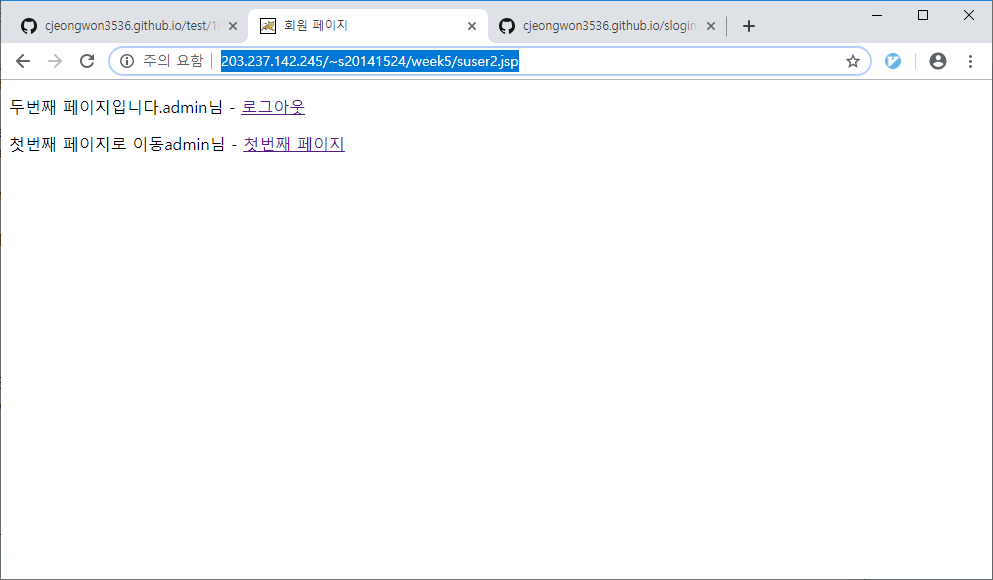 cjeongwon3536.github.io/test/10
회원 페이지
cjeongwon3536.github.io/slogin
주의 요함
203.237.142.245/~s20141524/week5/suser2.jsp
두번째 페이지입니다.admin님 - 로그아웃
첫번째 페이지로 이동admin님 - 첫번째 페이지